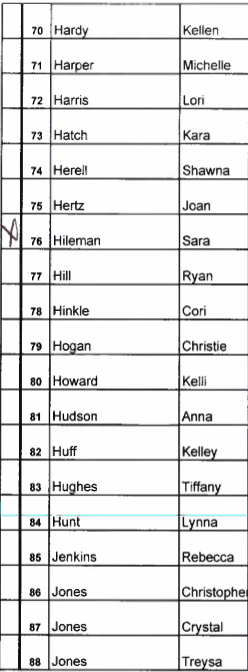 70 Hardy Kellen
71 Harper Michelle
72 Harris Lori
73 Hatch Kara
74 Herell Shawna
75 Hertz Joan
X 76 Hileman Sara
77 Hill Ryan
78 Hinkle Cori
79 Hogan Christie
80 Howard Kelli
81 Hudson Anna
82 Huff Kelley
83 Hughes Tiffany
84 Hunt Lynna
85 Jenkins Rebecca
86 Jones Christopher
87 Jones Crystal
88 Jones Treysa